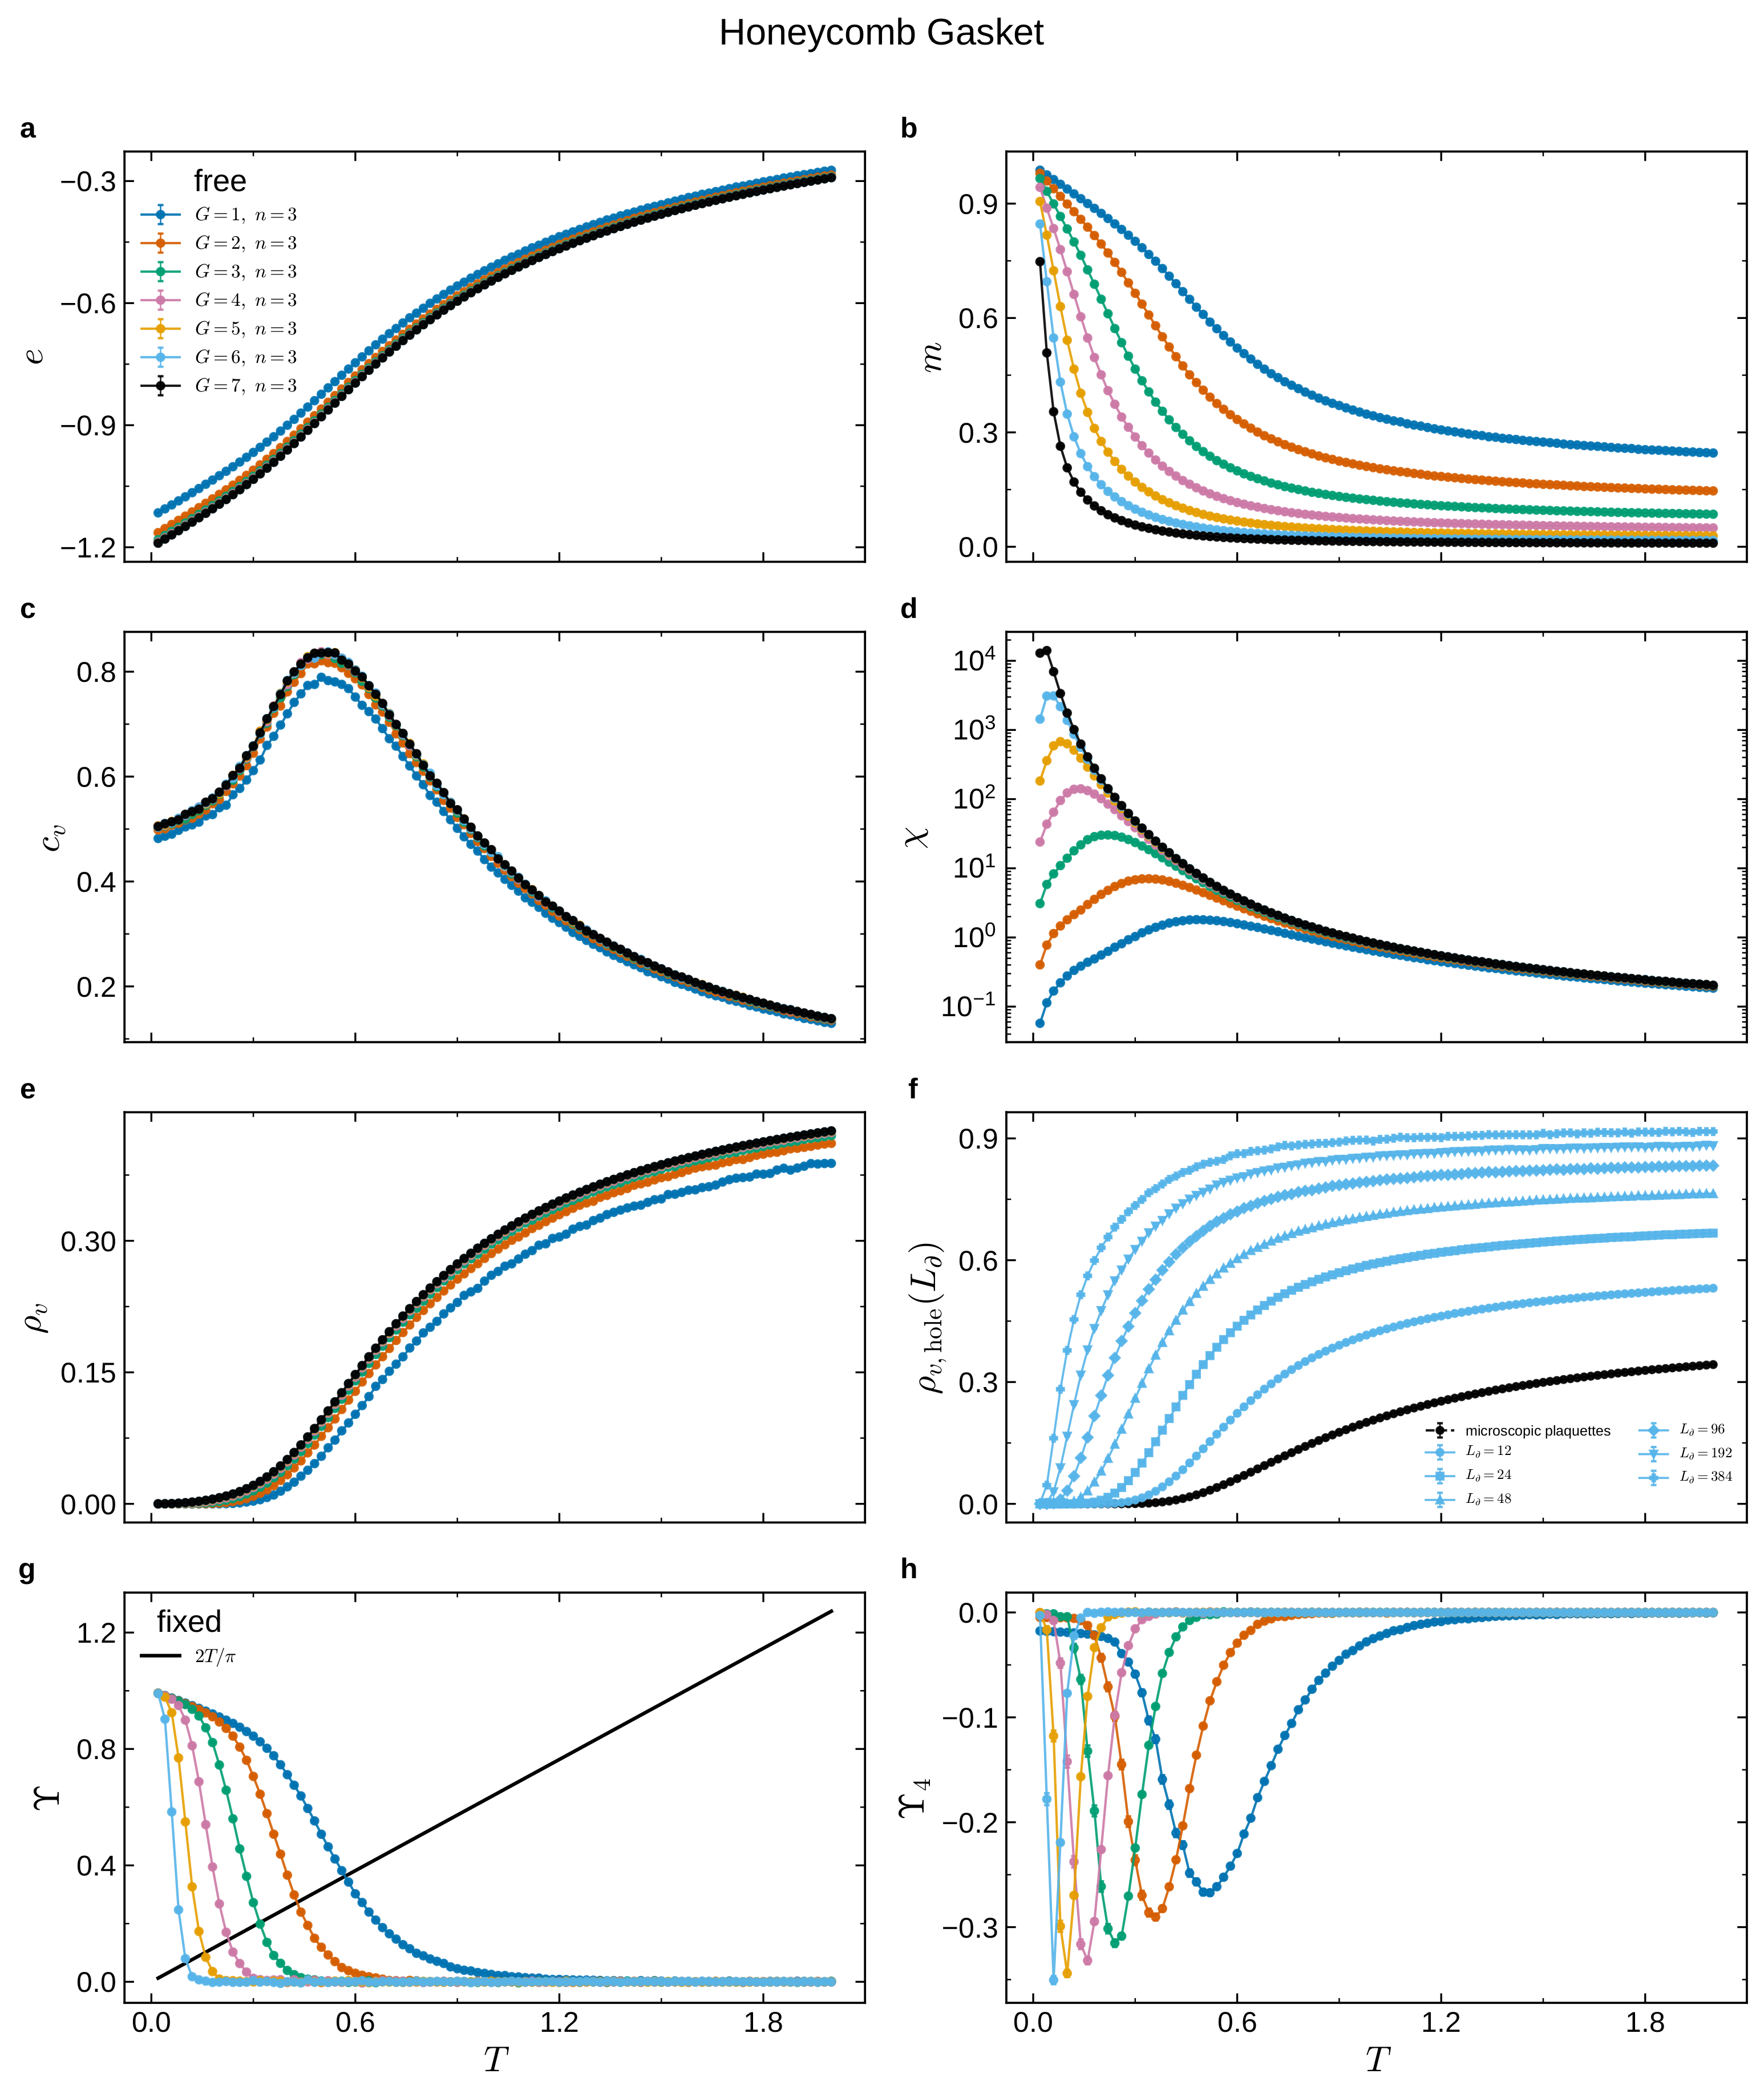 Honeycomb Gasket
a
−0.3
−0.6
−0.9
−1.2
e
free
G = 1, n = 3
G = 2, n = 3
G = 3, n = 3
G = 4, n = 3
G = 5, n = 3
G = 6, n = 3
G = 7, n = 3
b
0.9
0.6
0.3
0.0
m
c
0.8
0.6
0.4
0.2
c_v
d
10^4
10^3
10^2
10^1
10^0
10^−1
χ
e
0.30
0.15
0.00
ρ_v
f
0.9
0.6
0.3
0.0
ρ_{v, hole}(L_∂)
microscopic plaquettes
L_∂ = 12
L_∂ = 24
L_∂ = 48
L_∂ = 96
L_∂ = 192
L_∂ = 384
g
1.2
0.8
0.4
0.0
ϒ
fixed
2T/π
0.0 0.6 1.2 1.8
T
h
0.0
−0.1
−0.2
−0.3
ϒ_4
0.0 0.6 1.2 1.8
T